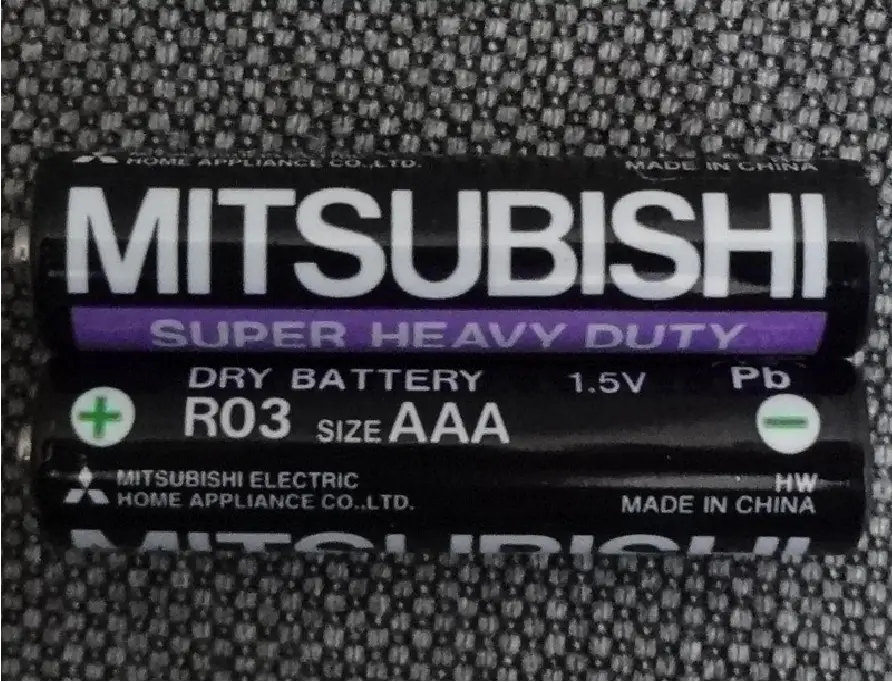 HOME APPLIANCE CO.,LTD. MADE IN CHINA
MITSUBISHI
SUPER HEAVY DUTY
DRY BATTERY 1.5V Pb
+ R03 SIZE AAA -
MITSUBISHI ELECTRIC HW
HOME APPLIANCE CO.,LTD. MADE IN CHINA
MITSUBISHI